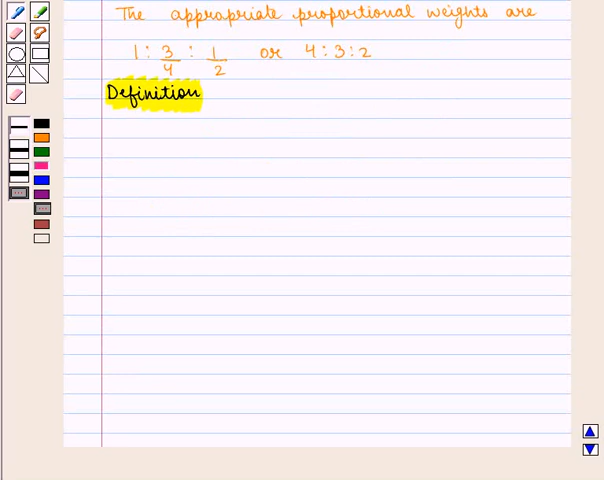 The appropriate proportional weights are
1 : 3/4 : 1/2 or 4 : 3 : 2
Definition